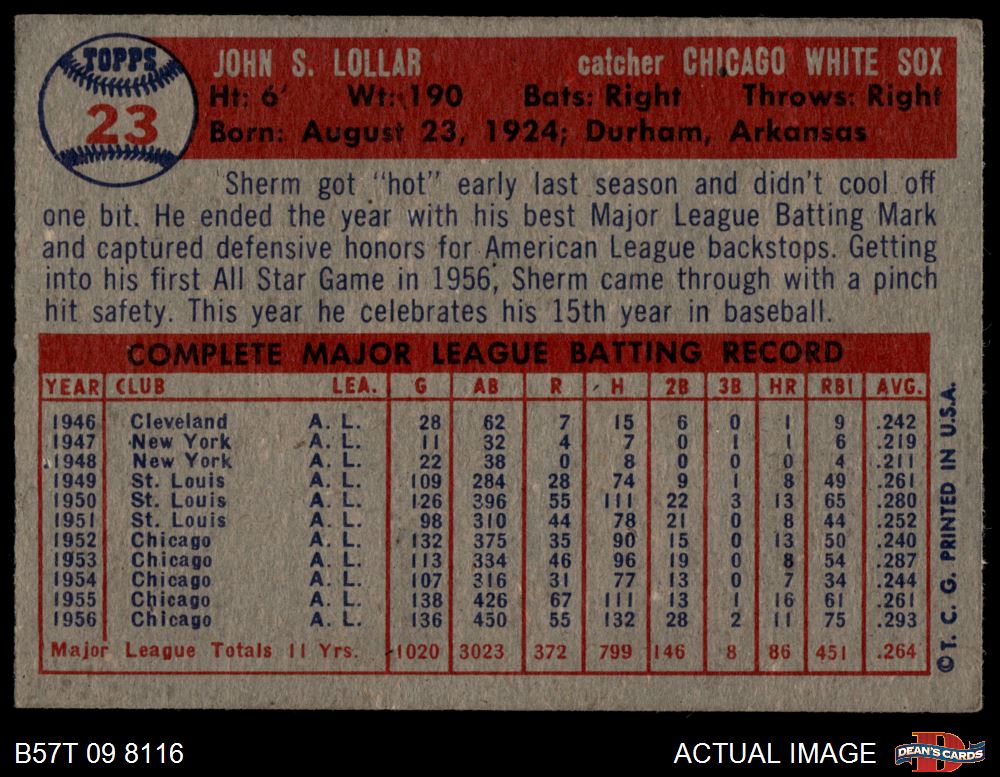 TOPPS
23
JOHN S. LOLLAR catcher CHICAGO WHITE SOX
Ht: 6' Wt: 190 Bats: Right Throws: Right
Born: August 23, 1924; Durham, Arkansas
Sherm got "hot" early last season and didn't cool off
one bit. He ended the year with his best Major League Batting Mark
and captured defensive honors for American League backstops. Getting
into his first All Star Game in 1956, Sherm came through with a pinch
hit safety. This year he celebrates his 15th year in baseball.
COMPLETE MAJOR LEAGUE BATTING RECORD
YEAR CLUB LEA. G AB R H 2B 3B HR RBI AVG.
1946 Cleveland A. L. 28 62 7 15 6 0 1 9 .242
1947 New York A. L. 11 32 4 7 0 1 1 6 .219
1948 New York A. L. 22 38 0 8 0 0 0 4 .211
1949 St. Louis A. L. 109 284 28 74 9 1 8 49 .261
1950 St. Louis A. L. 126 396 55 111 22 3 13 65 .280
1951 St. Louis A. L. 98 310 44 78 21 0 8 44 .252
1952 Chicago A. L. 132 375 35 90 15 0 13 50 .240
1953 Chicago A. L. 113 334 46 96 19 0 8 54 .287
1954 Chicago A. L. 107 316 31 77 13 0 7 34 .244
1955 Chicago A. L. 138 426 67 111 13 1 16 61 .261
1956 Chicago A. L. 136 450 55 132 28 2 11 75 .293
Major League Totals 11 Yrs. 1020 3023 372 799 146 8 86 451 .264
© T. C. G. PRINTED IN U.S.A.
B57T 09 8116 ACTUAL IMAGE
D
DEAN'S CARDS